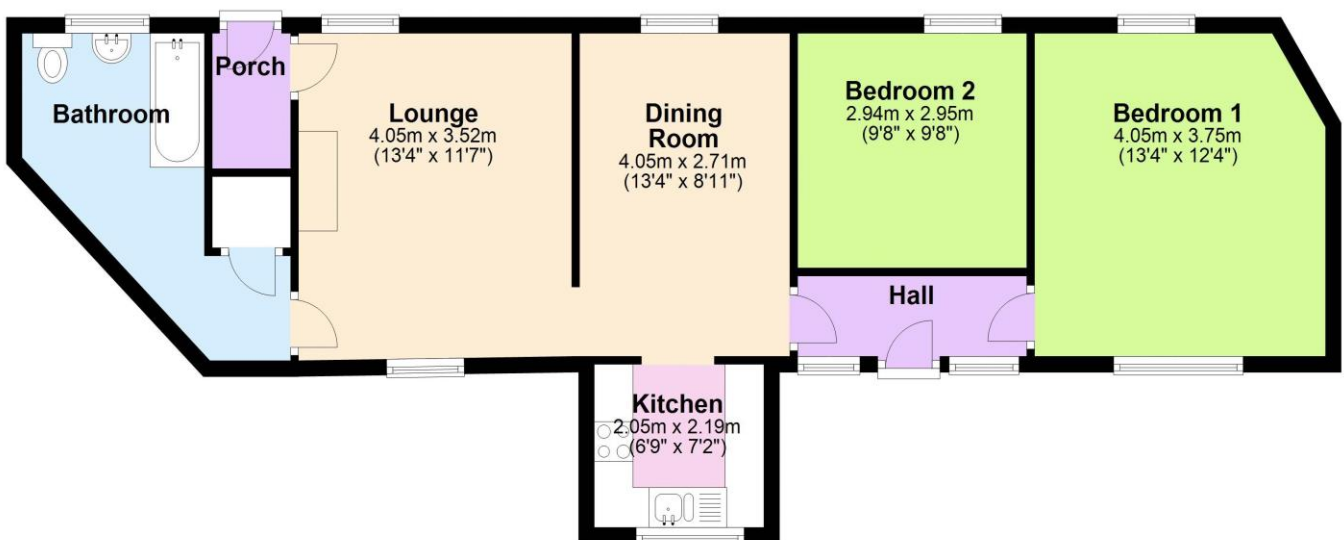 Bathroom
Porch
Lounge
4.05m x 3.52m
(13'4" x 11'7")
Dining
Room
4.05m x 2.71m
(13'4" x 8'11")
Bedroom 2
2.94m x 2.95m
(9'8" x 9'8")
Bedroom 1
4.05m x 3.75m
(13'4" x 12'4")
Hall
Kitchen
2.05m x 2.19m
(6'9" x 7'2")